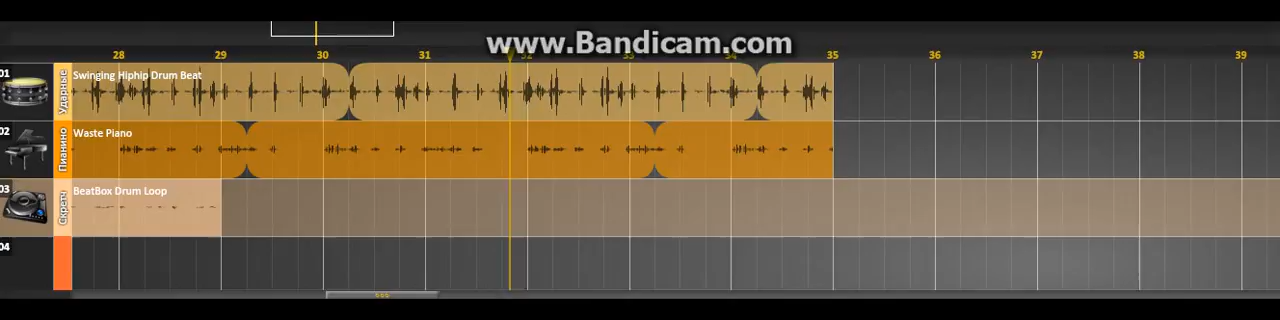 www.Bandicam.com
28 29 30 31 32 33 34 35 36 37 38 39
01 Ударные Swinging Hiphip Drum Beat
02 Пианино Waste Piano
03 Скретч BeatBox Drum Loop
04